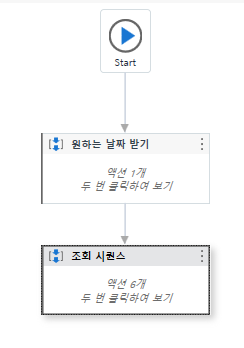 Start
원하는 날짜 받기
액션 1개
두 번 클릭하여 보기
조회 시퀀스
액션 6개
두 번 클릭하여 보기